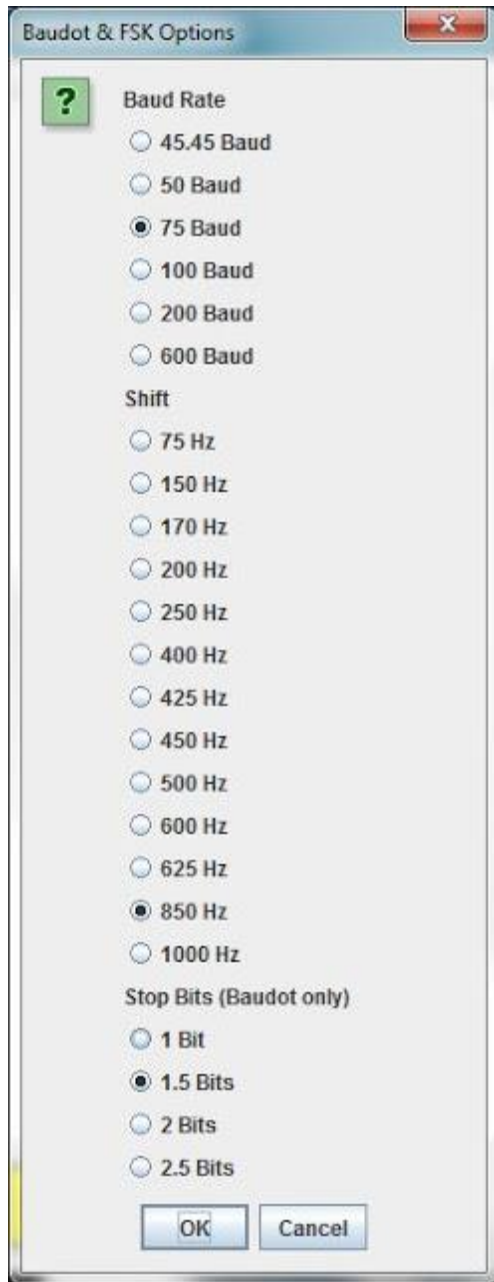 Baudot & FSK Options
?
Baud Rate
45.45 Baud
50 Baud
75 Baud
100 Baud
200 Baud
600 Baud
Shift
75 Hz
150 Hz
170 Hz
200 Hz
250 Hz
400 Hz
425 Hz
450 Hz
500 Hz
600 Hz
625 Hz
850 Hz
1000 Hz
Stop Bits (Baudot only)
1 Bit
1.5 Bits
2 Bits
2.5 Bits
OK Cancel